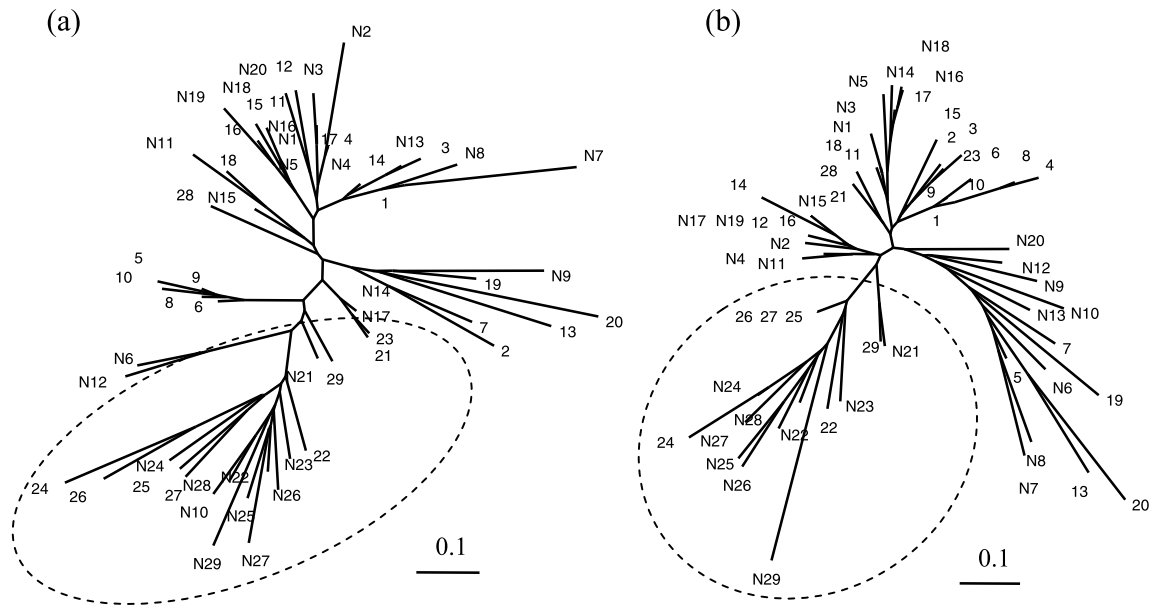 (a)
N2
N20 12 N3
N18
N19
15 11
16 N16
N1 17 4
N11
N5 N4 14 N13 3 N8 N7
18
28 N15
1
5
10 9
8 6
N9
19
N14
N17
20
7 13
23
21
2
N6
N12
N21 29
24 26
N24
25 27 N28 N22
N23 22
N26
N10 N25
N29 N27
0.1
(b)
N18
N5 N14 N16
17
N3
N1
15 3
2
18 11
23 6 8 4
28
9 10
14
21
N15
1
N17 N19 12 16
N2
N4 N11
N20
N12
N9
N13 N10
26 27 25
29 N21
7
5 N6
19
N24
N28 N23
24 N27 N22 22
N25
N26
N8
N7 13
20
N29
0.1